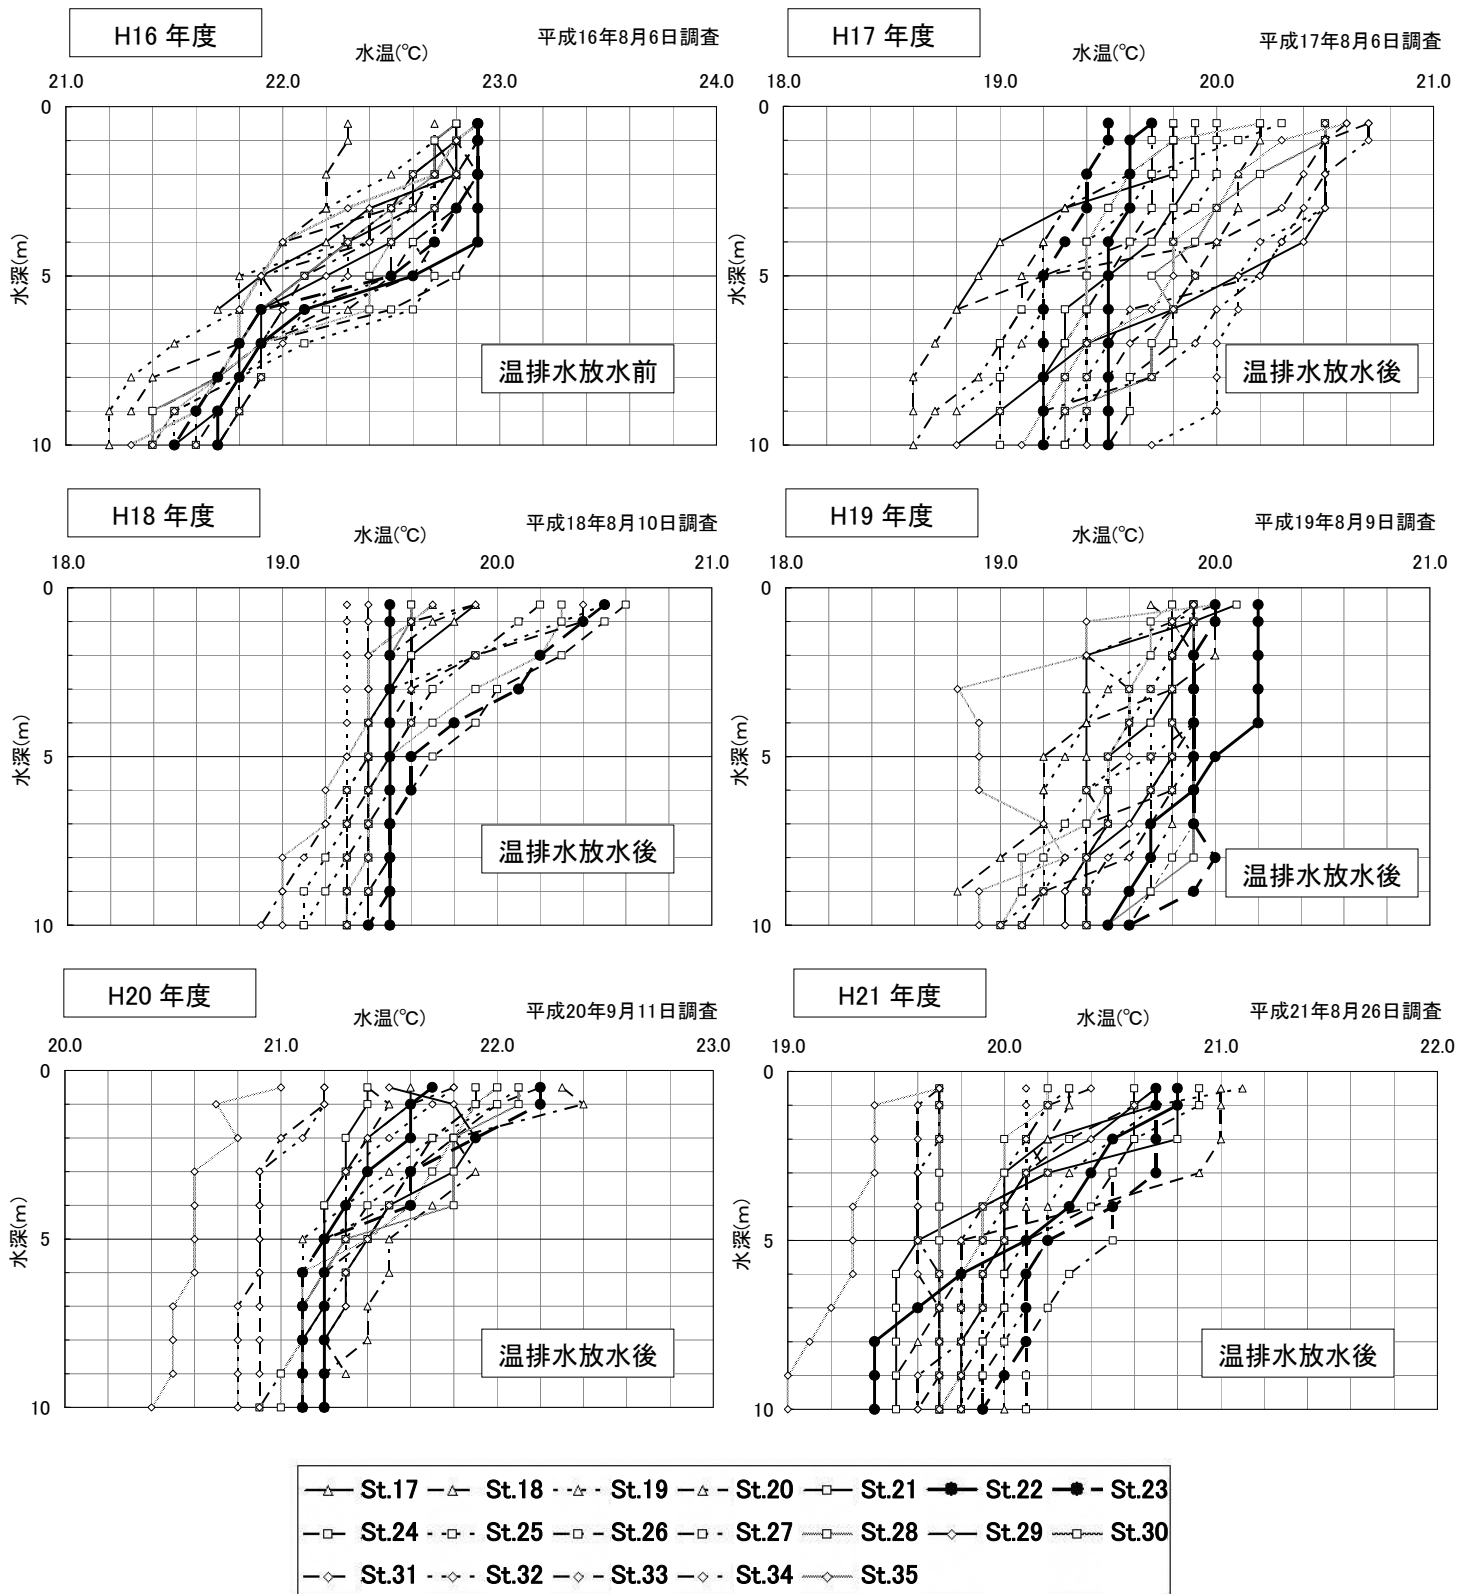 H16 年度
水温(℃)
平成16年8月6日調査
21.0 22.0 23.0 24.0
0
5
10
水深(m)
温排水放水前
H17 年度
水温(℃)
平成17年8月6日調査
18.0 19.0 20.0 21.0
0
5
10
水深(m)
温排水放水後
H18 年度
水温(℃)
平成18年8月10日調査
18.0 19.0 20.0 21.0
0
5
10
水深(m)
温排水放水後
H19 年度
水温(℃)
平成19年8月9日調査
18.0 19.0 20.0 21.0
0
5
10
水深(m)
温排水放水後
H20 年度
水温(℃)
平成20年9月11日調査
20.0 21.0 22.0 23.0
0
5
10
水深(m)
温排水放水後
H21 年度
水温(℃)
平成21年8月26日調査
19.0 20.0 21.0 22.0
0
5
10
水深(m)
温排水放水後
St.17 St.18 St.19 St.20 St.21 St.22 St.23
St.24 St.25 St.26 St.27 St.28 St.29 St.30
St.31 St.32 St.33 St.34 St.35